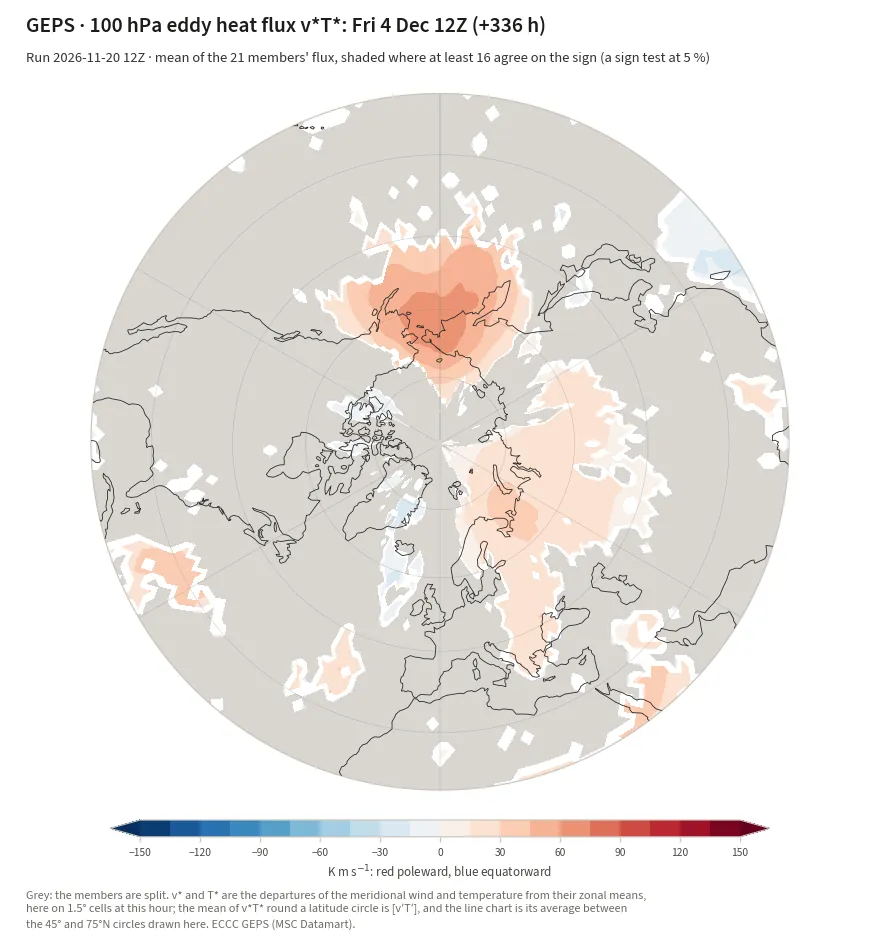 GEPS · 100 hPa eddy heat flux v*T*: Fri 4 Dec 12Z (+336 h)
Run 2026-11-20 12Z · mean of the 21 members' flux, shaded where at least 16 agree on the sign (a sign test at 5 %)
−150 −120 −90 −60 −30 0 30 60 90 120 150
K m s⁻¹: red poleward, blue equatorward
Grey: the members are split. v* and T* are the departures of the meridional wind and temperature from their zonal means,
here on 1.5° cells at this hour; the mean of v*T* round a latitude circle is [v'T'], and the line chart is its average between
the 45° and 75°N circles drawn here. ECCC GEPS (MSC Datamart).